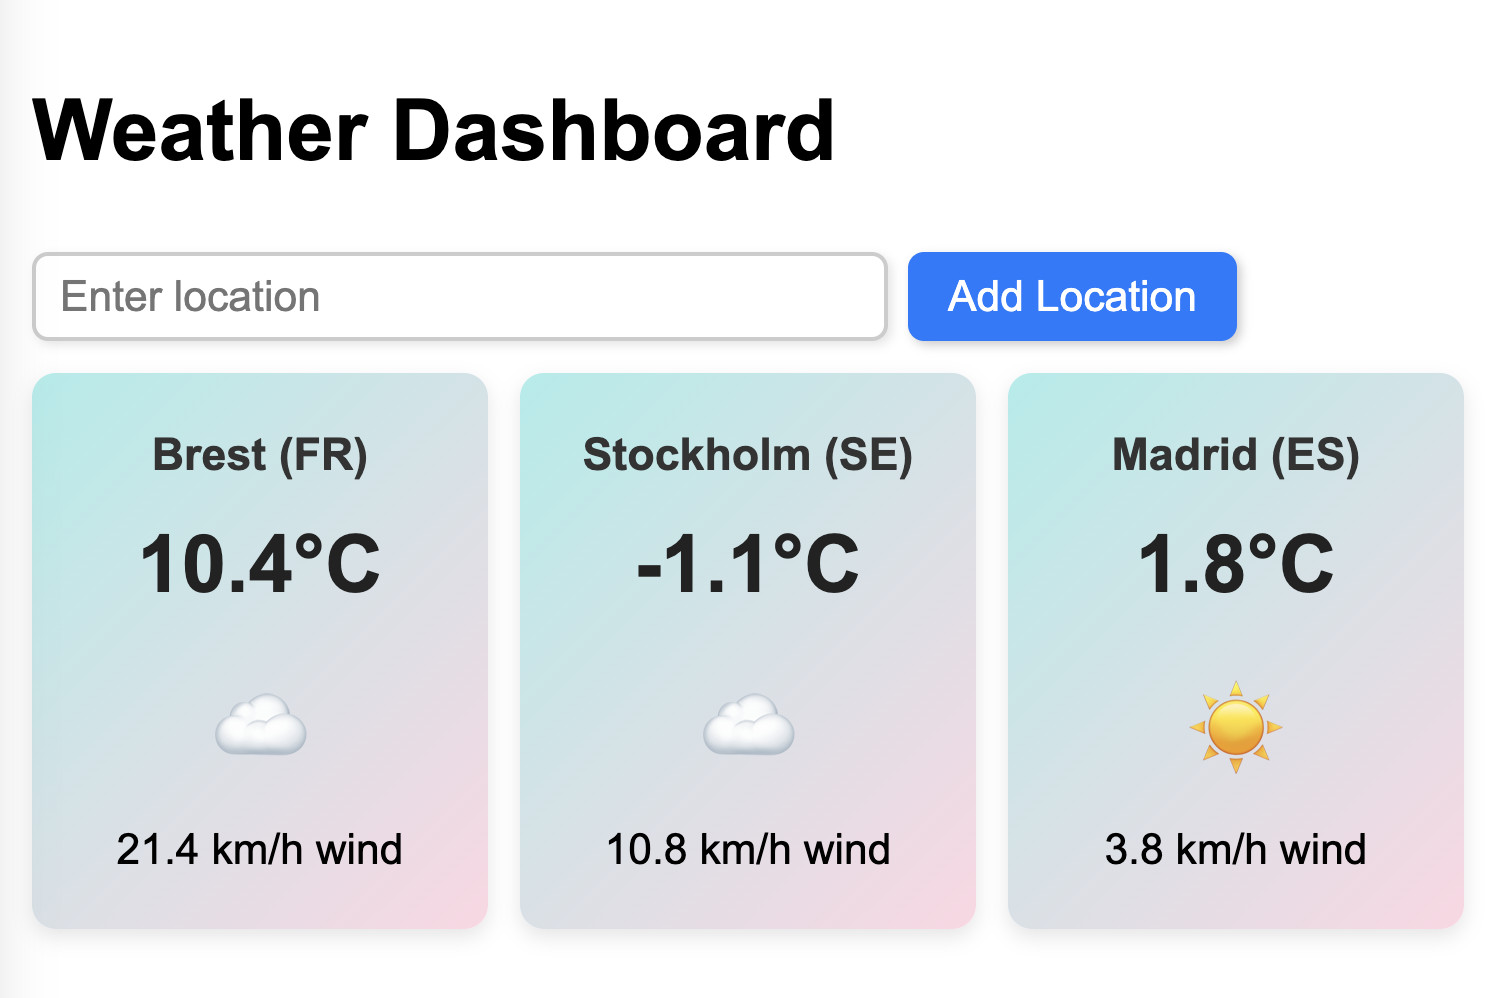 Weather Dashboard
Enter location
Add Location
Brest (FR)
10.4°C
21.4 km/h wind
Stockholm (SE)
-1.1°C
10.8 km/h wind
Madrid (ES)
1.8°C
3.8 km/h wind